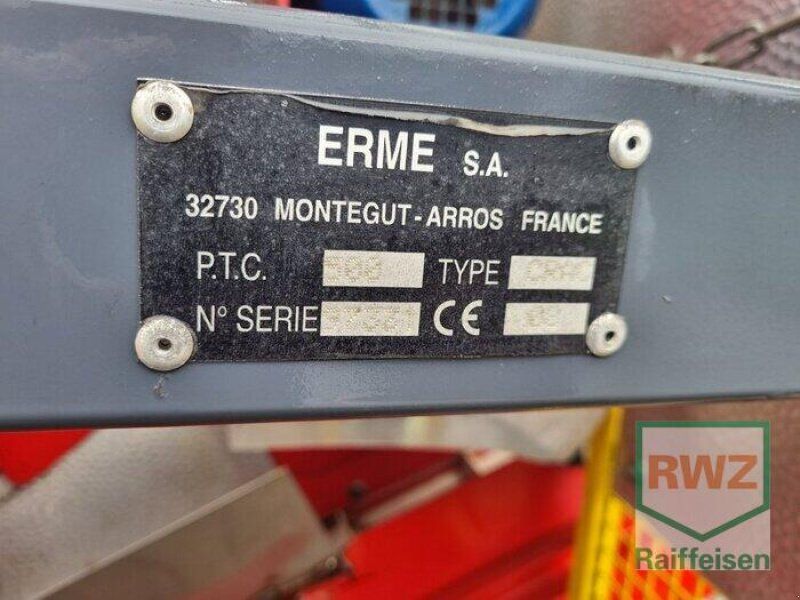 ERME S.A.
32730 MONTEGUT-ARROS FRANCE
P.T.C. TYPE
N° SERIE CE
RWZ
Raiffeisen